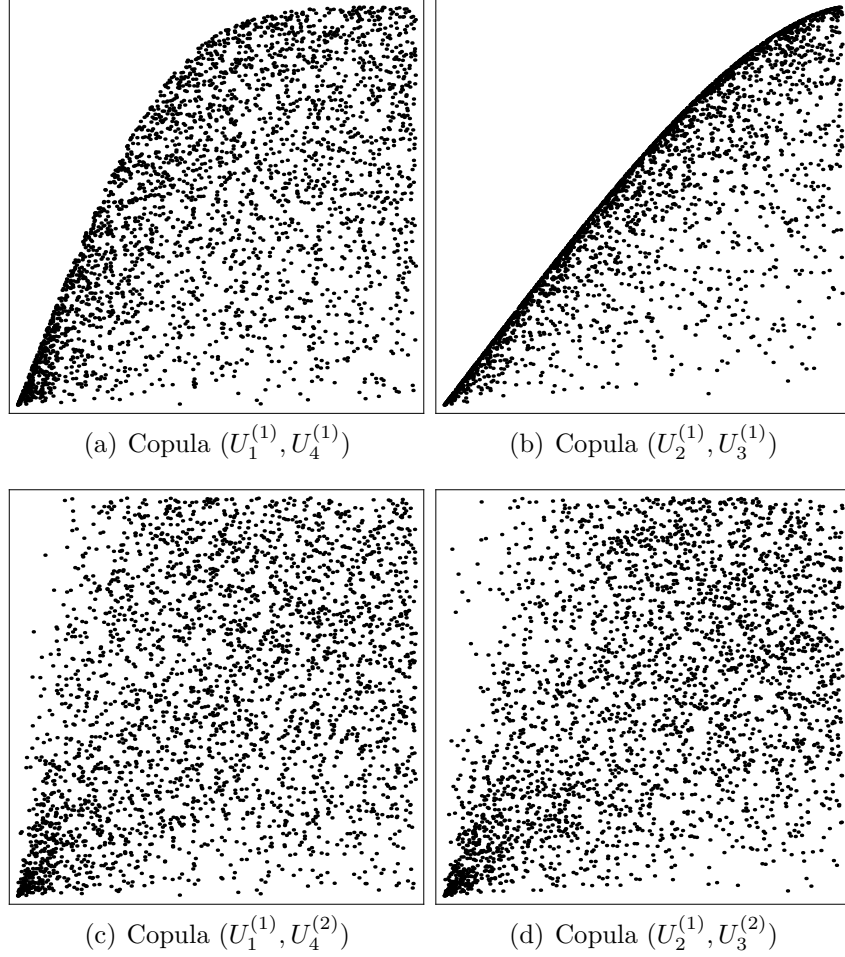 (a) Copula $(U_1^{(1)}, U_4^{(1)})$
(b) Copula $(U_2^{(1)}, U_3^{(1)})$
(c) Copula $(U_1^{(1)}, U_4^{(2)})$
(d) Copula $(U_2^{(1)}, U_3^{(2)})$